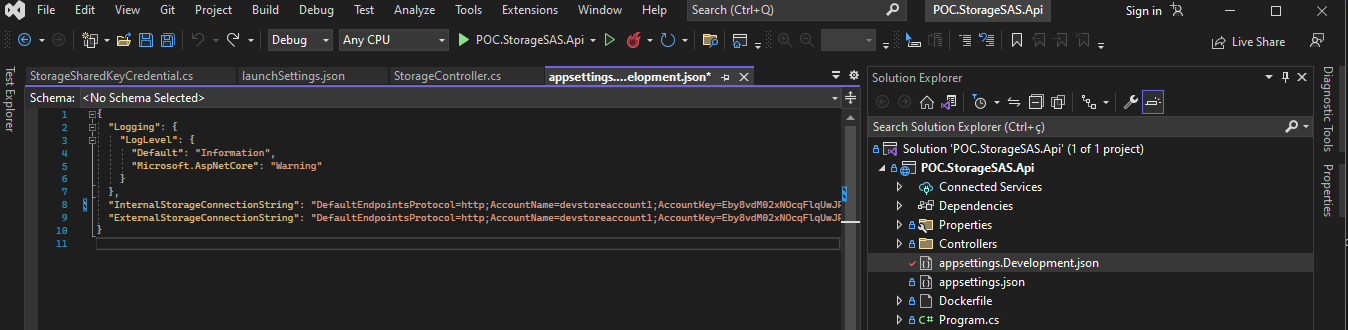 File Edit View Git Project Build Debug Test Analyze Tools Extensions Window Help Search (Ctrl+Q) POC.StorageSAS.Api Sign in
Debug Any CPU POC.StorageSAS.Api Live Share
Test Explorer
StorageSharedKeyCredential.cs launchSettings.json StorageController.cs appsettings....elopment.json*
Schema: <No Schema Selected>
1 {
2 "Logging": {
3 "LogLevel": {
4 "Default": "Information",
5 "Microsoft.AspNetCore": "Warning"
6 }
7 },
8 "InternalStorageConnectionString": "DefaultEndpointsProtocol=http;AccountName=devstoreaccount1;AccountKey=Eby8vdM02xNOcqFlqUwJP
9 "ExternalStorageConnectionString": "DefaultEndpointsProtocol=http;AccountName=devstoreaccount1;AccountKey=Eby8vdM02xNOcqFlqUwJP
10 }
11
Solution Explorer
Search Solution Explorer (Ctrl+ç)
Solution 'POC.StorageSAS.Api' (1 of 1 project)
POC.StorageSAS.Api
Connected Services
Dependencies
Properties
Controllers
appsettings.Development.json
appsettings.json
Dockerfile
C# Program.cs
Diagnostic Tools
Properties